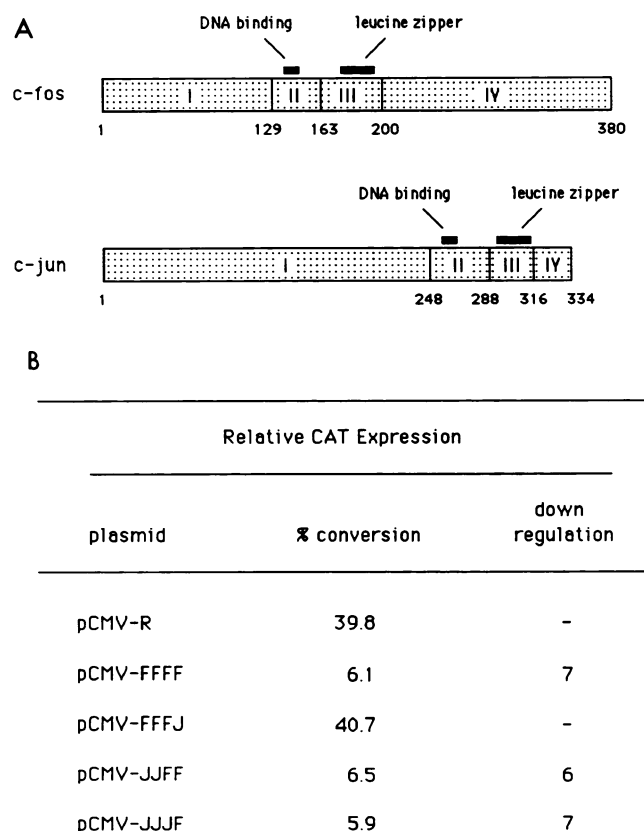 A
DNA binding leucine zipper
c-fos I II III IV
1 129 163 200 380
DNA binding leucine zipper
c-jun I II III IV
1 248 288 316 334
B
Relative CAT Expression
down
plasmid % conversion regulation
pCMV-R 39.8 -
pCMV-FFFF 6.1 7
pCMV-FFFJ 40.7 -
pCMV-JJFF 6.5 6
pCMV-JJJF 5.9 7